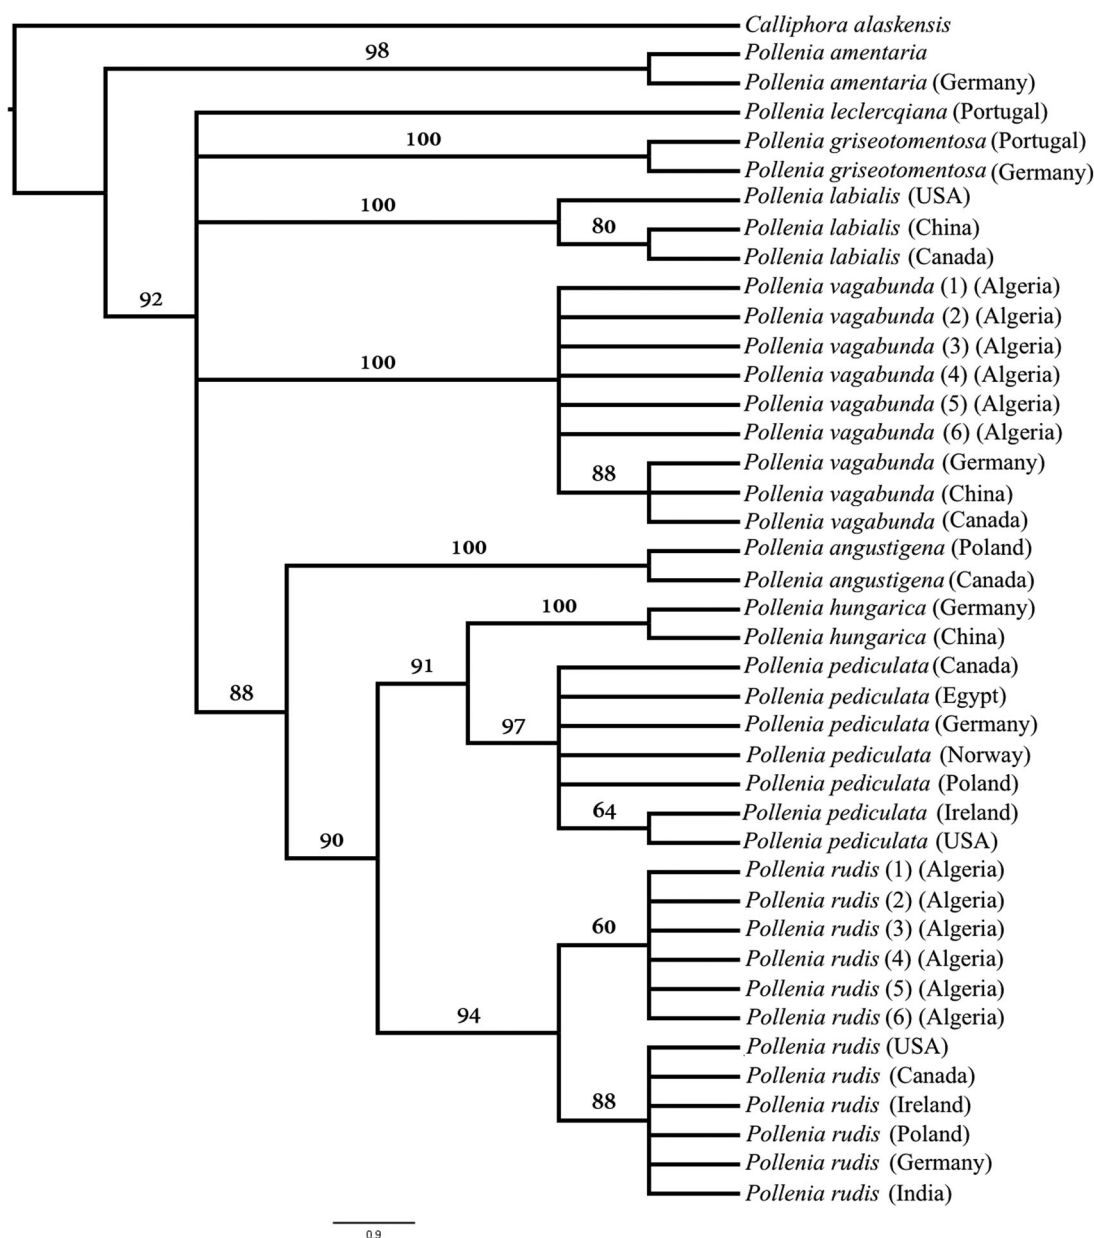 Calliphora alaskensis
98
Pollenia amentaria
Pollenia amentaria (Germany)
Pollenia leclercqiana (Portugal)
100
Pollenia griseotomentosa (Portugal)
Pollenia griseotomentosa (Germany)
100
Pollenia labialis (USA)
80
Pollenia labialis (China)
Pollenia labialis (Canada)
92
100
Pollenia vagabunda (1) (Algeria)
Pollenia vagabunda (2) (Algeria)
Pollenia vagabunda (3) (Algeria)
Pollenia vagabunda (4) (Algeria)
Pollenia vagabunda (5) (Algeria)
Pollenia vagabunda (6) (Algeria)
88
Pollenia vagabunda (Germany)
Pollenia vagabunda (China)
Pollenia vagabunda (Canada)
88
100
Pollenia angustigena (Poland)
Pollenia angustigena (Canada)
90
91
100
Pollenia hungarica (Germany)
Pollenia hungarica (China)
97
Pollenia pediculata (Canada)
Pollenia pediculata (Egypt)
Pollenia pediculata (Germany)
Pollenia pediculata (Norway)
Pollenia pediculata (Poland)
64
Pollenia pediculata (Ireland)
Pollenia pediculata (USA)
94
60
Pollenia rudis (1) (Algeria)
Pollenia rudis (2) (Algeria)
Pollenia rudis (3) (Algeria)
Pollenia rudis (4) (Algeria)
Pollenia rudis (5) (Algeria)
Pollenia rudis (6) (Algeria)
88
Pollenia rudis (USA)
Pollenia rudis (Canada)
Pollenia rudis (Ireland)
Pollenia rudis (Poland)
Pollenia rudis (Germany)
Pollenia rudis (India)
0.9